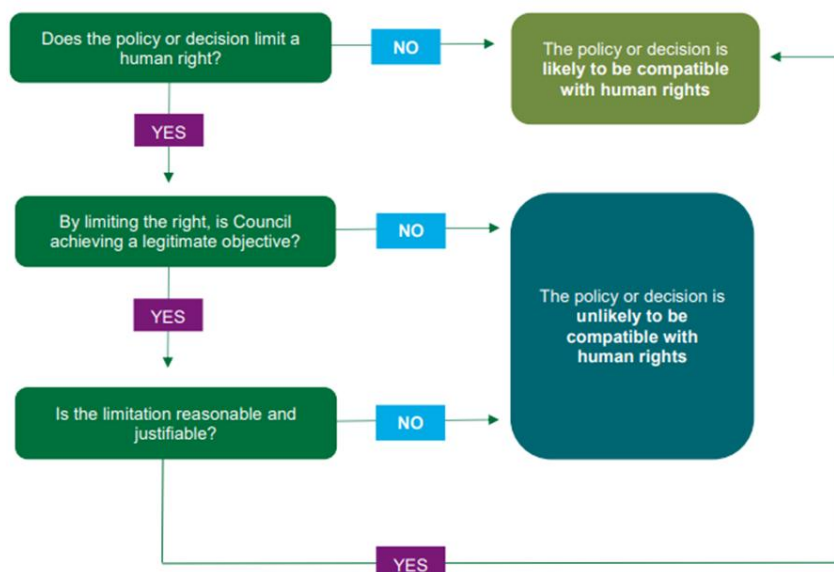 Does the policy or decision limit a
human right?
NO
The policy or decision is
likely to be compatible
with human rights
YES
By limiting the right, is Council
achieving a legitimate objective?
NO
The policy or decision is
unlikely to be
compatible with
human rights
YES
Is the limitation reasonable and
justifiable?
NO
YES